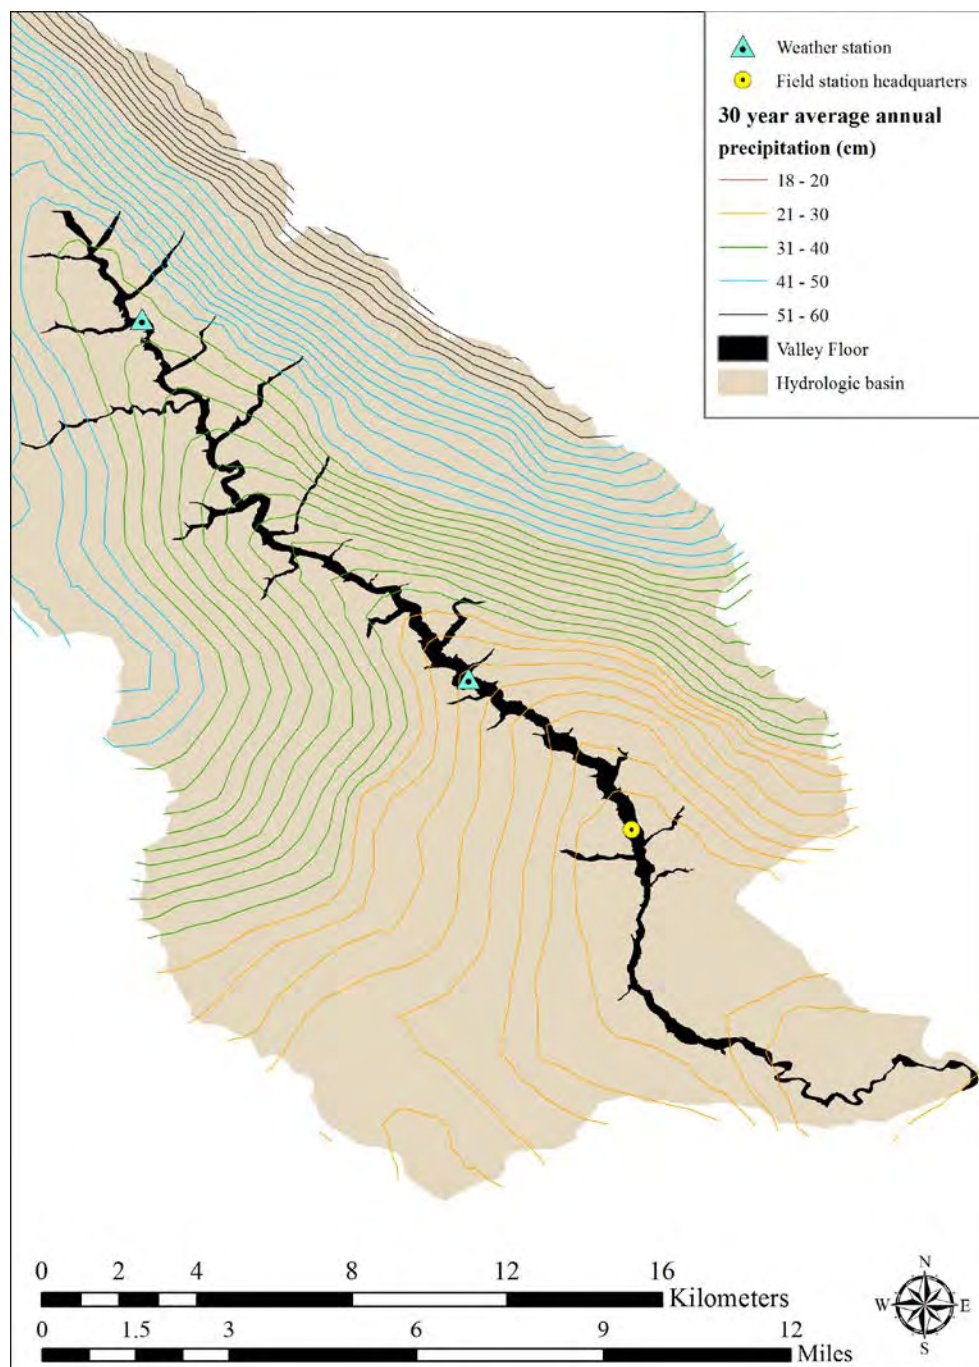 Weather station
Field station headquarters
30 year average annual
precipitation (cm)
18 - 20
21 - 30
31 - 40
41 - 50
51 - 60
Valley Floor
Hydrologic basin
0 2 4 8 12 16
Kilometers
0 1.5 3 6 9 12
Miles
N
W E
S